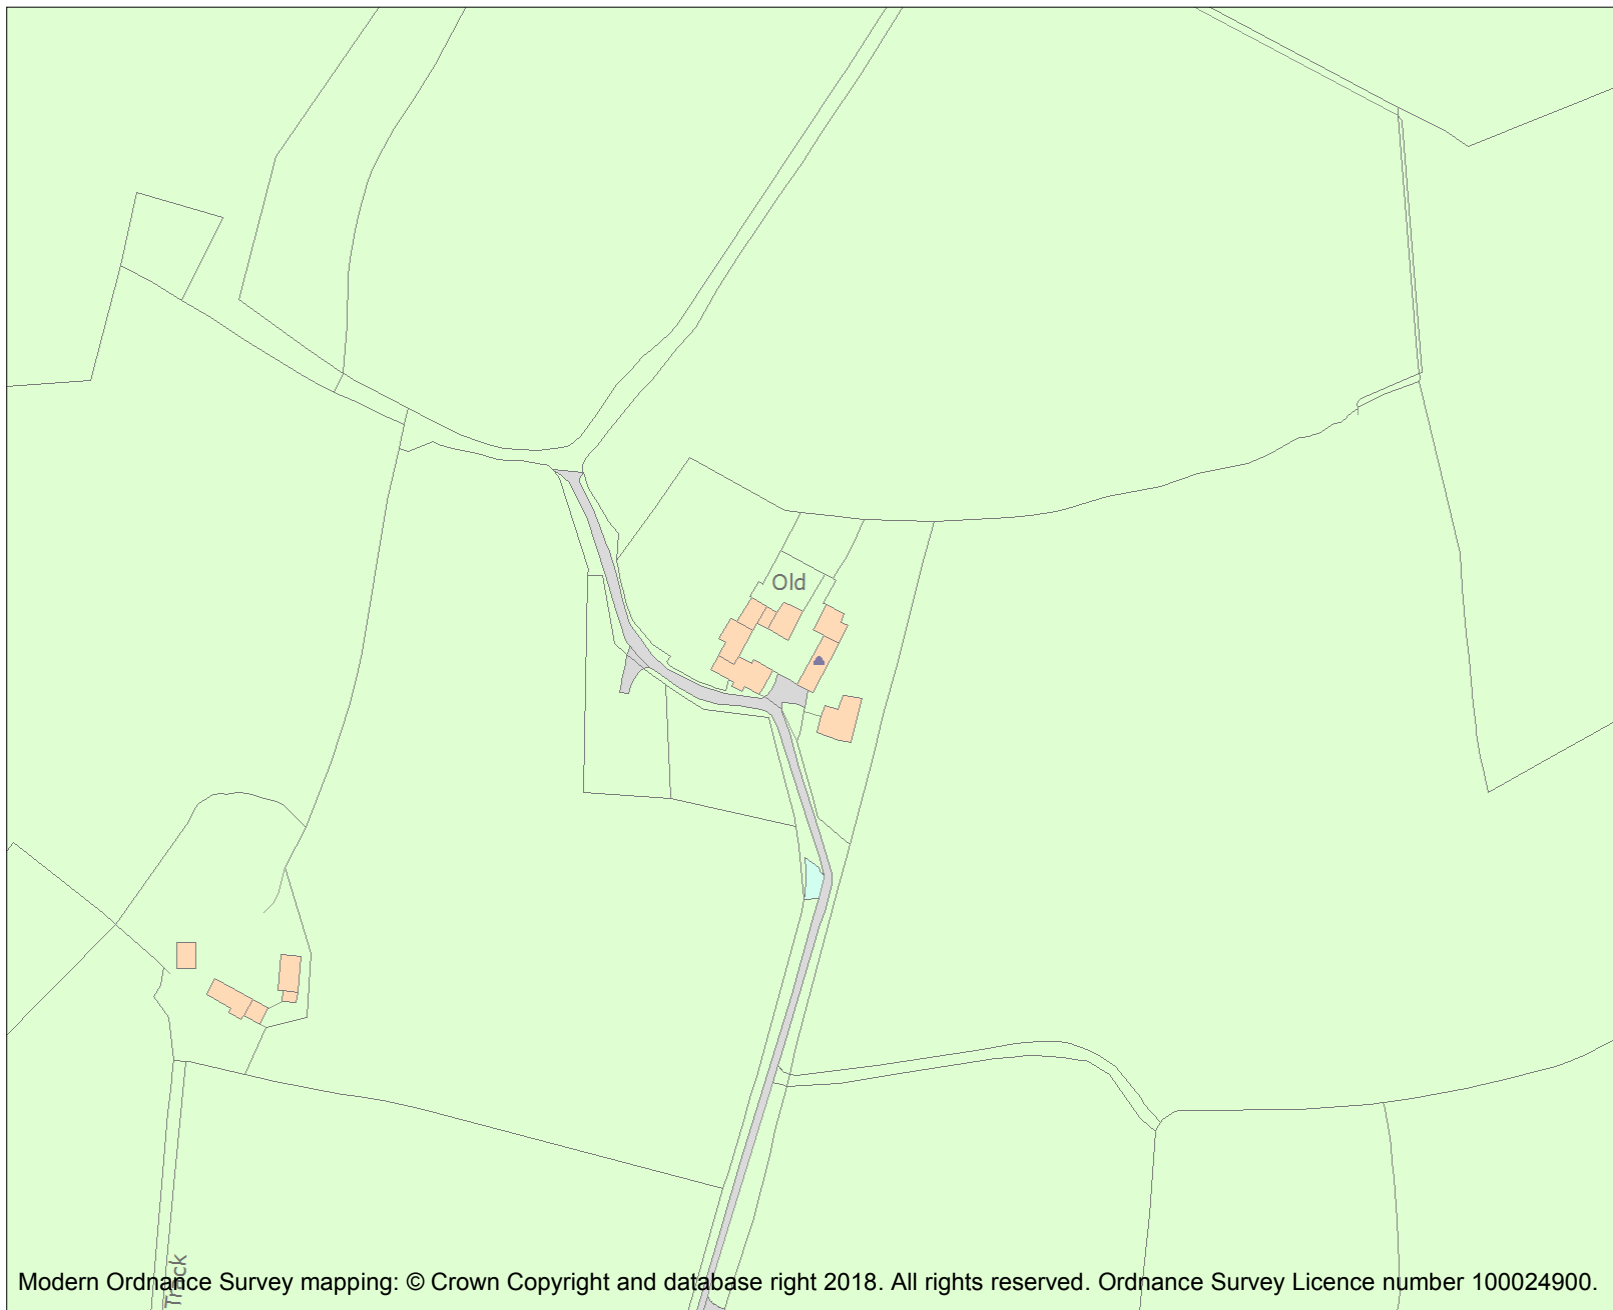 Old
Track
Modern Ordnance Survey mapping: © Crown Copyright and database right 2018. All rights reserved. Ordnance Survey Licence number 100024900.